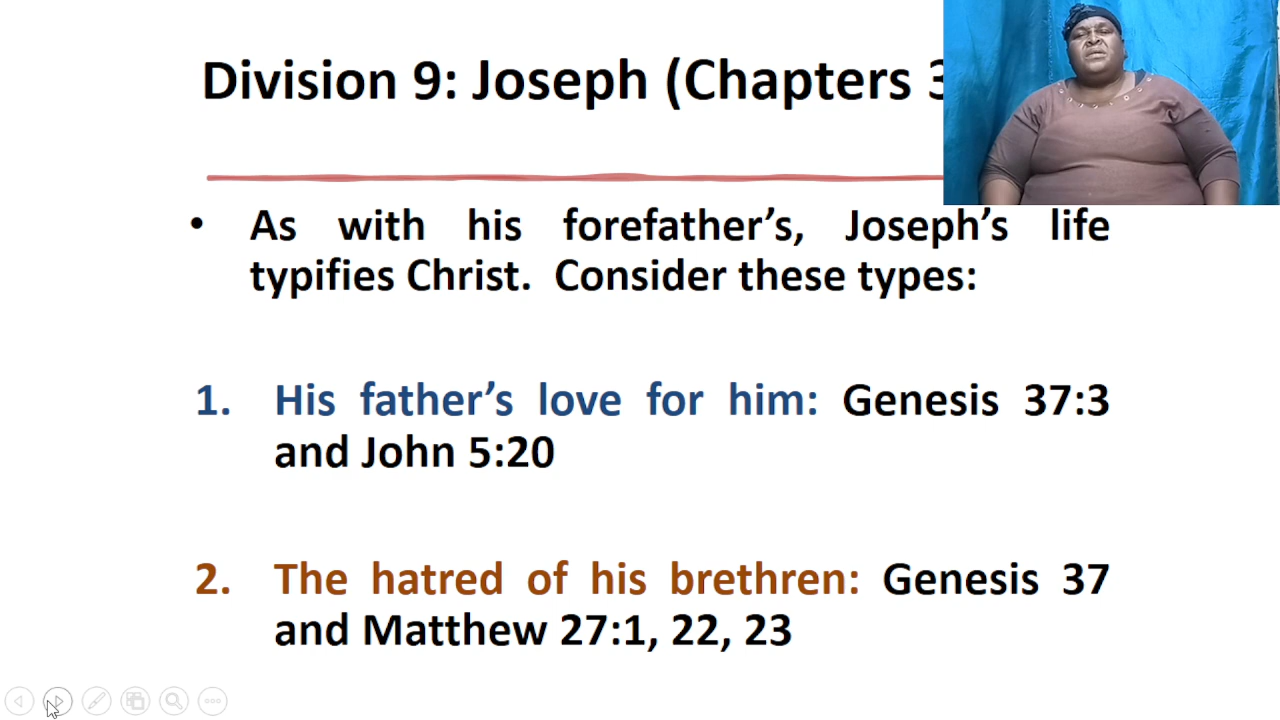 Division 9: Joseph (Chapters 3
• As with his forefather’s, Joseph’s life
typifies Christ. Consider these types:
1. His father’s love for him: Genesis 37:3
and John 5:20
2. The hatred of his brethren: Genesis 37
and Matthew 27:1, 22, 23